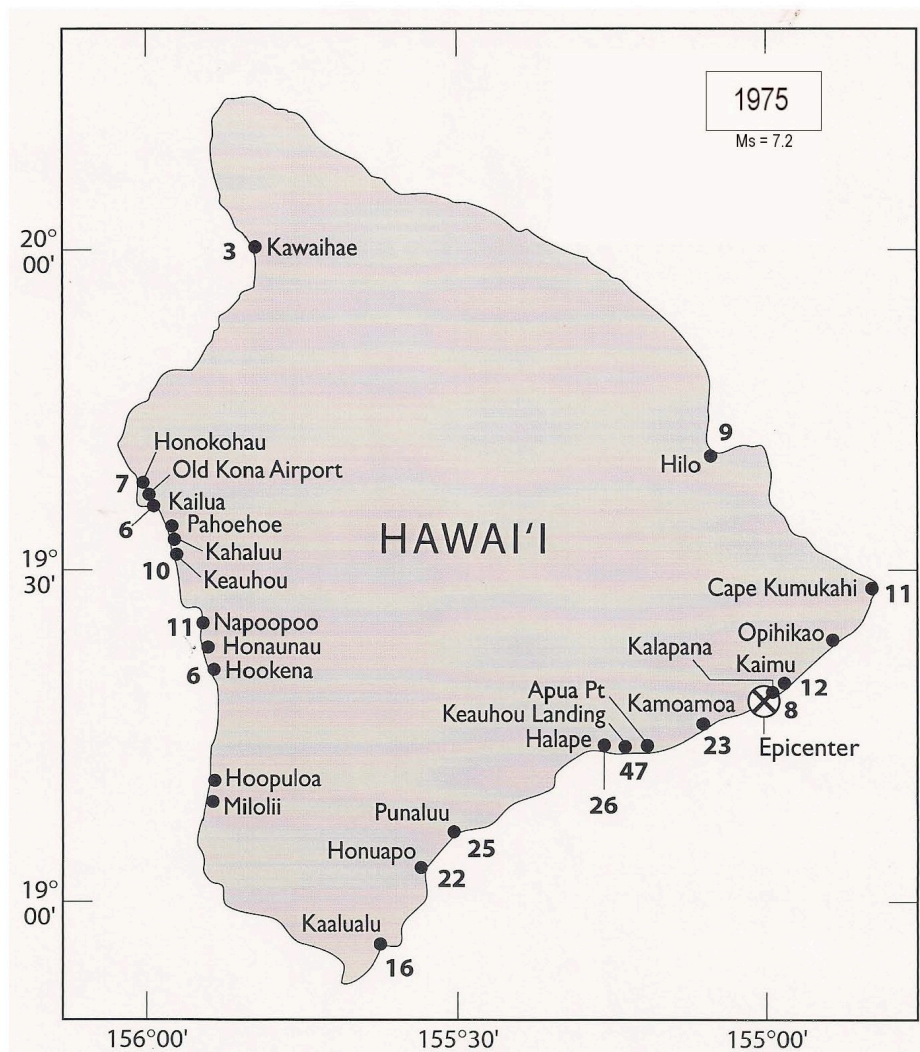 1975
Ms = 7.2
20°
00'
3 Kawaihae
9
Hilo
Honokohau
7 Old Kona Airport
Kailua
6
Pahoehoe
Kahaluu
10
Keauhou
HAWAIʻI
19°
30'
Cape Kumukahi 11
11 Napoopoo
Honaunau
6 Hookena
Opihikao
Kalapana
Kaimu
12
8
Apua Pt
Keauhou Landing
Halape
Kamoamoa
23
47
26
Epicenter
Hoopuloa
Milolii
Punaluu
25
Honuapo
22
19°
00'
Kaalualu
16
156°00'
155°30'
155°00'